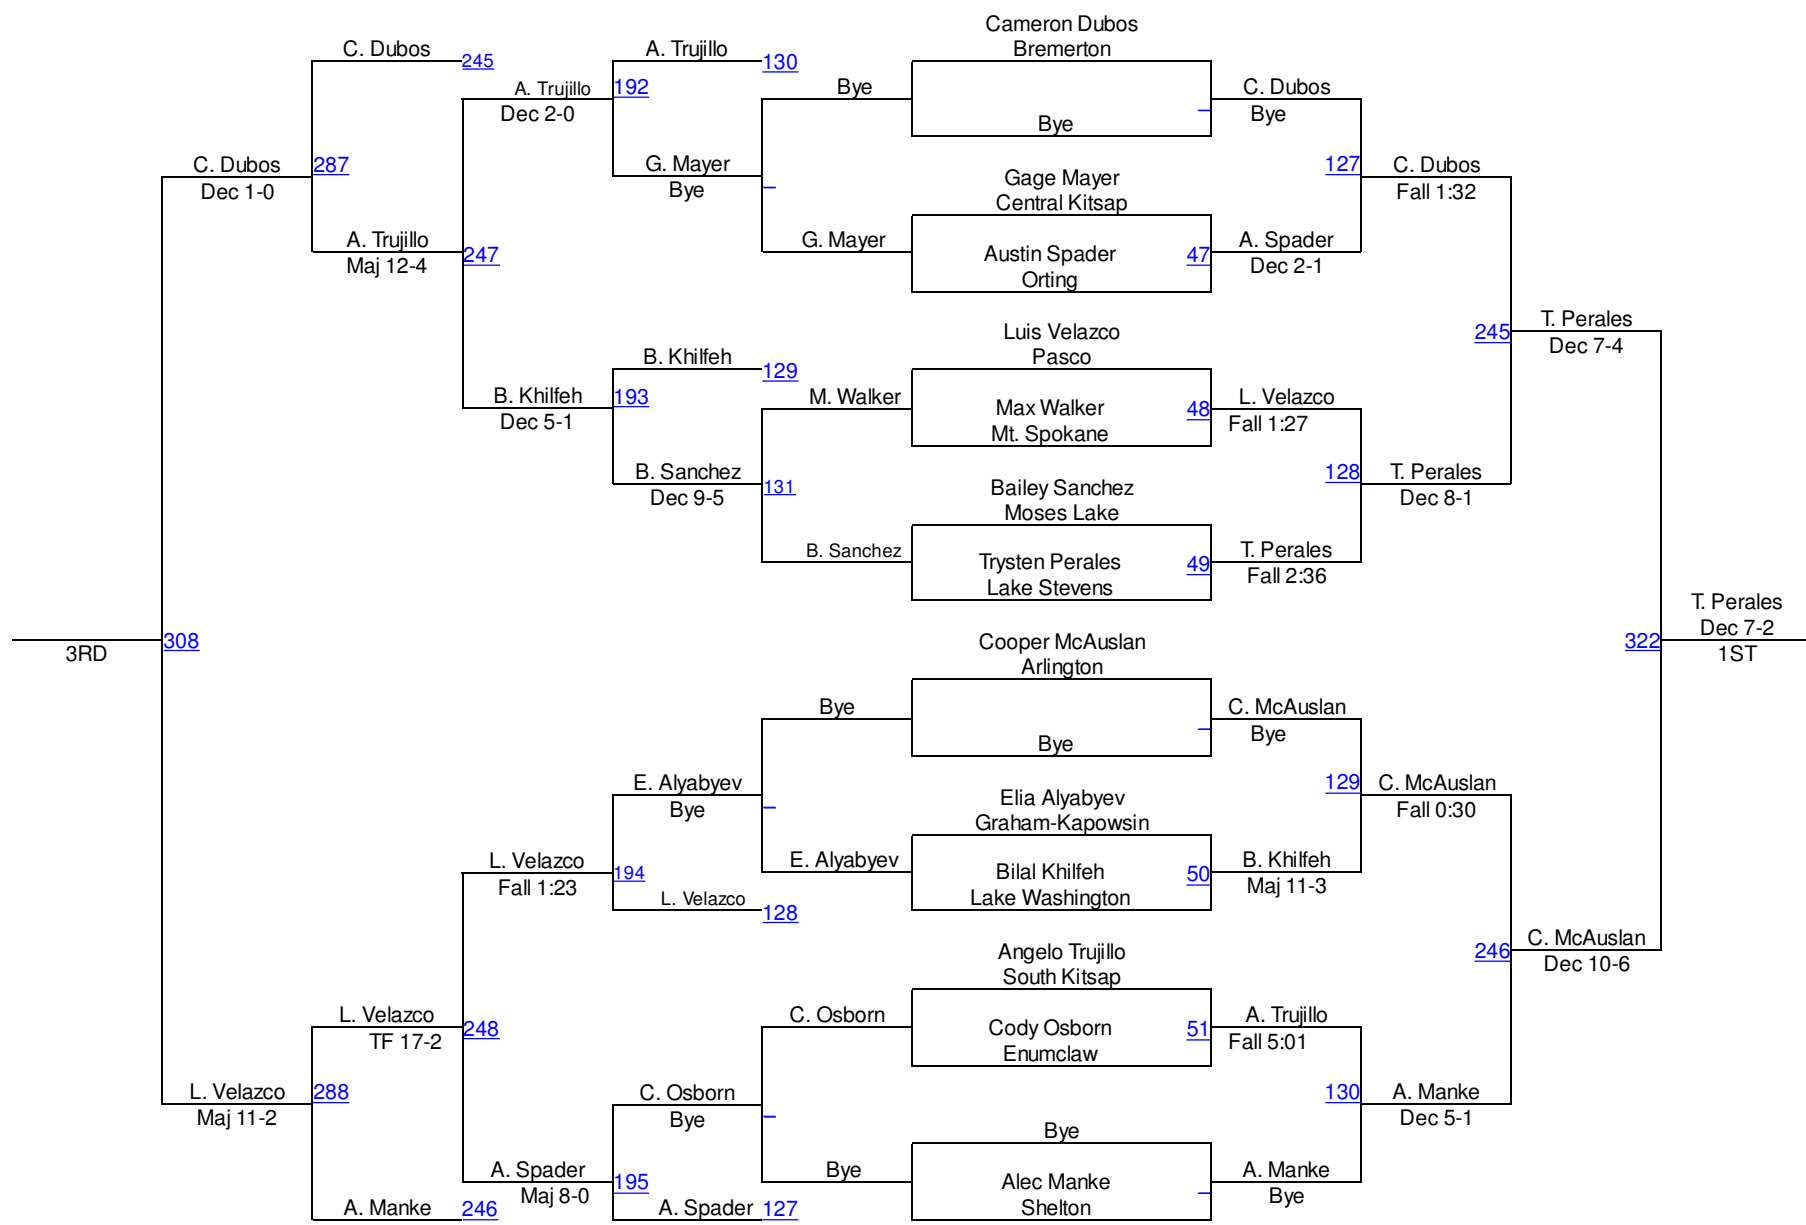 Cameron Dubos
Bremerton
C. Dubos
245
A. Trujillo
130
A. Trujillo
192
Dec 2-0
Bye
Bye
C. Dubos
Bye
C. Dubos
287
Dec 1-0
G. Mayer
Bye
Gage Mayer
Central Kitsap
127
C. Dubos
Fall 1:32
A. Trujillo
Maj 12-4
247
G. Mayer
Austin Spader
Orting
47
A. Spader
Dec 2-1
Luis Velazco
Pasco
245
T. Perales
Dec 7-4
B. Khilfeh
129
B. Khilfeh
193
Dec 5-1
M. Walker
Max Walker
Mt. Spokane
48
L. Velazco
Fall 1:27
B. Sanchez
Dec 9-5
131
Bailey Sanchez
Moses Lake
128
T. Perales
Dec 8-1
B. Sanchez
Trysten Perales
Lake Stevens
49
T. Perales
Fall 2:36
3RD
308
Cooper McAuslan
Arlington
322
T. Perales
Dec 7-2
1ST
Bye
Bye
C. McAuslan
Bye
E. Alyabyev
Bye
Elia Alyabyev
Graham-Kapowsin
129
C. McAuslan
Fall 0:30
L. Velazco
Fall 1:23
194
E. Alyabyev
Bilal Khilfeh
Lake Washington
50
B. Khilfeh
Maj 11-3
L. Velazco
128
Angelo Trujillo
South Kitsap
246
C. McAuslan
Dec 10-6
L. Velazco
TF 17-2
248
C. Osborn
Cody Osborn
Enumclaw
51
A. Trujillo
Fall 5:01
L. Velazco
Maj 11-2
288
C. Osborn
Bye
130
A. Manke
Dec 5-1
Bye
A. Spader
Maj 8-0
195
Bye
Alec Manke
Shelton
A. Manke
Bye
A. Manke
246
A. Spader
127